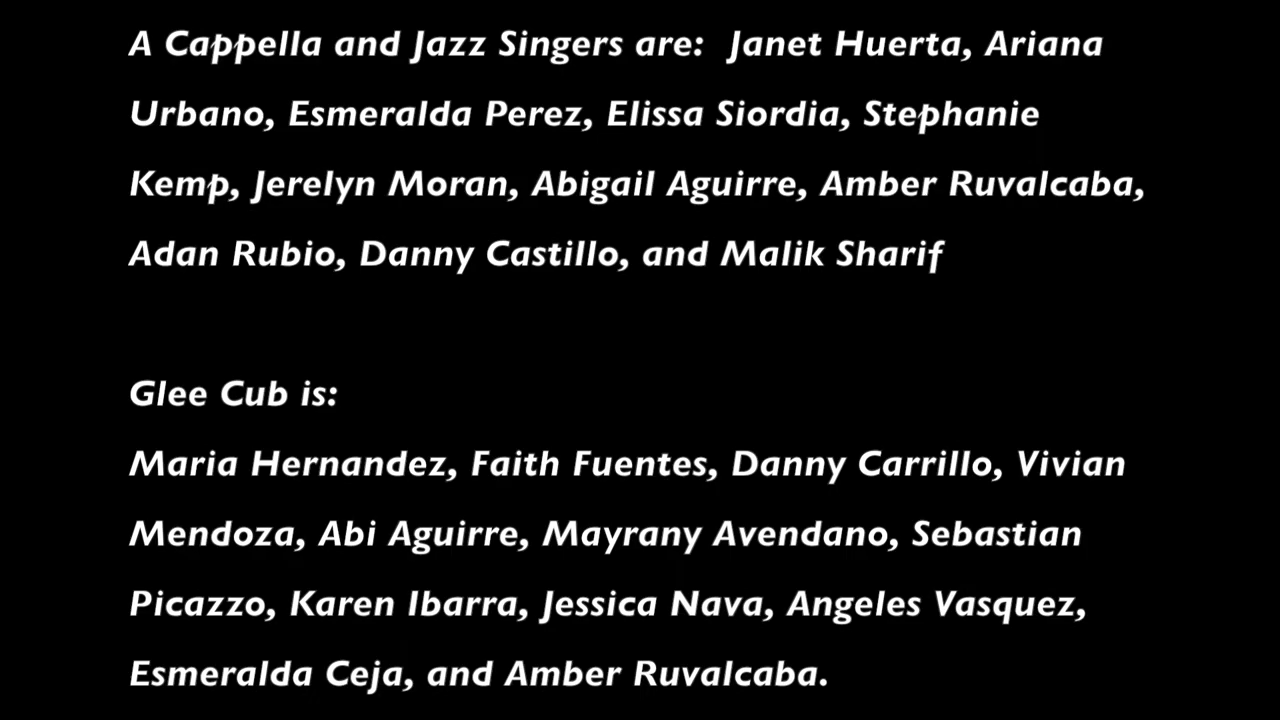 A Cappella and Jazz Singers are:  Janet Huerta, Ariana
Urbano, Esmeralda Perez, Elissa Siordia, Stephanie
Kemp, Jerelyn Moran, Abigail Aguirre, Amber Ruvalcaba,
Adan Rubio, Danny Castillo, and Malik Sharif
Glee Cub is:
Maria Hernandez, Faith Fuentes, Danny Carrillo, Vivian
Mendoza, Abi Aguirre, Mayrany Avendano, Sebastian
Picazzo, Karen Ibarra, Jessica Nava, Angeles Vasquez,
Esmeralda Ceja, and Amber Ruvalcaba.